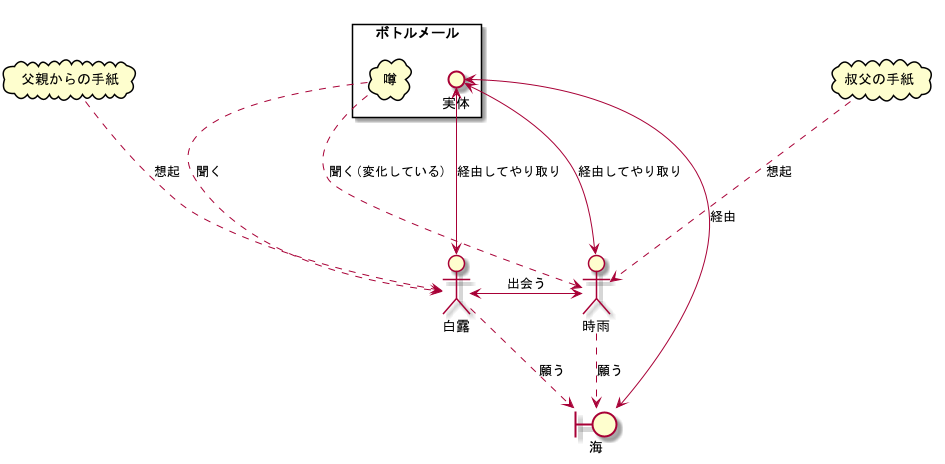 ボトルメール
父親からの手紙
噂
叔父の手紙
実体
想起
聞く
聞く(変化している)
経由してやり取り
経由してやり取り
想起
経由
出会う
白露
時雨
願う
願う
海